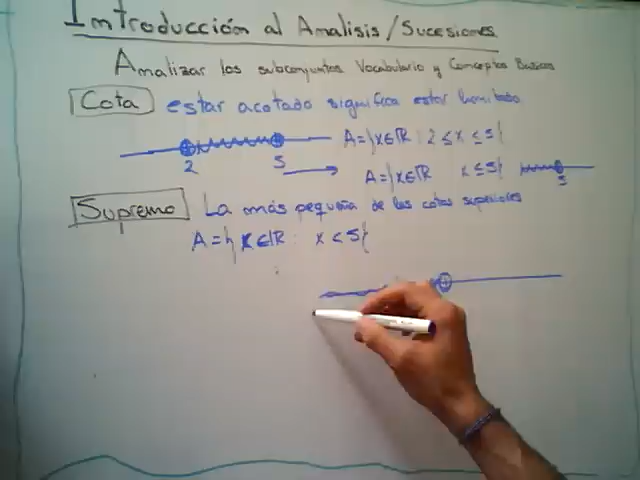 Introducción al Analisis/Sucesiones
Analizar los subconjuntos Vocabulario y Conceptos Basicos
Cota estar acotado significa estar limitado
A={x∈ℝ : 2 ≤ x ≤ 5}
2 5
A={x∈ℝ x ≤ 5}
5
Supremo La más pequeña de las cotas superiores
A={x∈ℝ : x < 5}